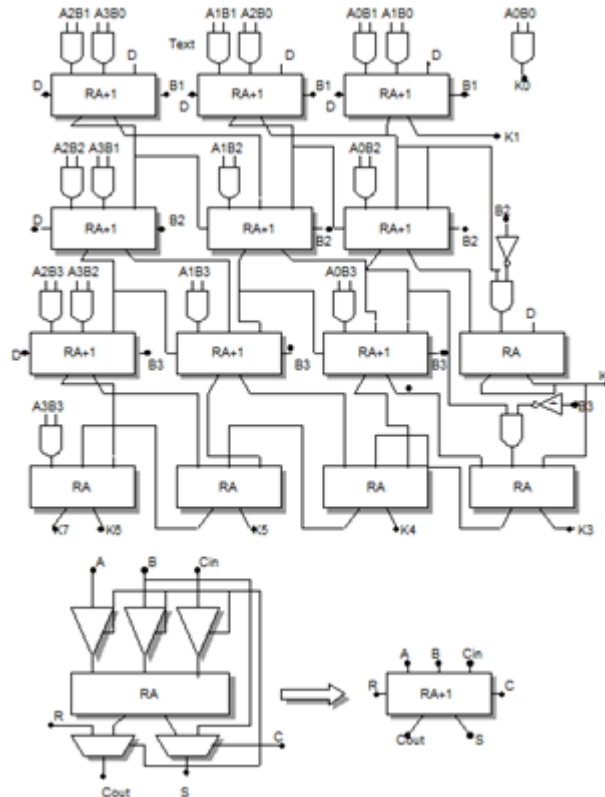 A2B1 A3B0 A1B1 A2B0 A0B1 A1B0 A0B0
Text
D D D
D RA+1 B1 D RA+1 B1 D RA+1 B1 K0
K1
A2B2 A3B1 A1B2 A0B2
B2
D RA+1 B2 RA+1 B2 RA+1 B2
A2B3 A3B2 A1B3 A0B3
D
D RA+1 B3 RA+1 B3 RA+1 B3 RA
K
B3
A3B3
RA RA RA RA
K7 K6 K5 K4 K3
A B Cin
A B Cin
RA
R RA+1 C
R
C
Cout S
Cout S